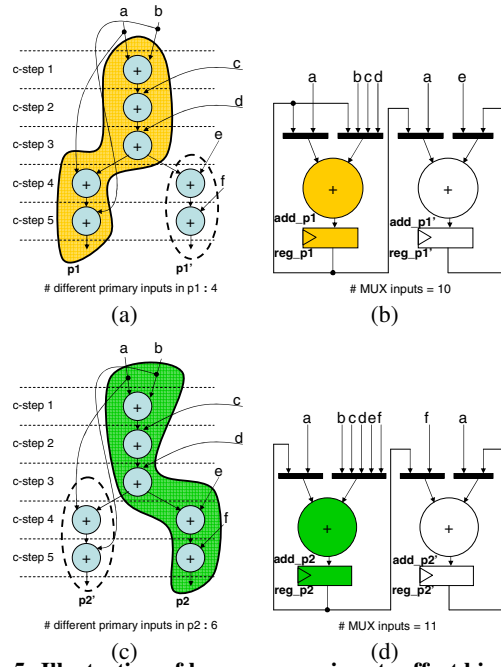 a b
c-step 1
+
c
c-step 2
+
d
c-step 3
+
e
c-step 4
+ +
f
c-step 5
+ +
p1 p1'
# different primary inputs in p1 : 4
(a)
a b c d a e
+ +
add_p1 add_p1'
reg_p1 reg_p1'
# MUX inputs = 10
(b)
a b
c-step 1
+
c
c-step 2
+
d
c-step 3
+
e
c-step 4
+ +
f
c-step 5
+ +
p2' p2
# different primary inputs in p2 : 6
(c)
a b c d e f f a
+ +
add_p2 add_p2'
reg_p2 reg_p2'
# MUX inputs = 11
(d)